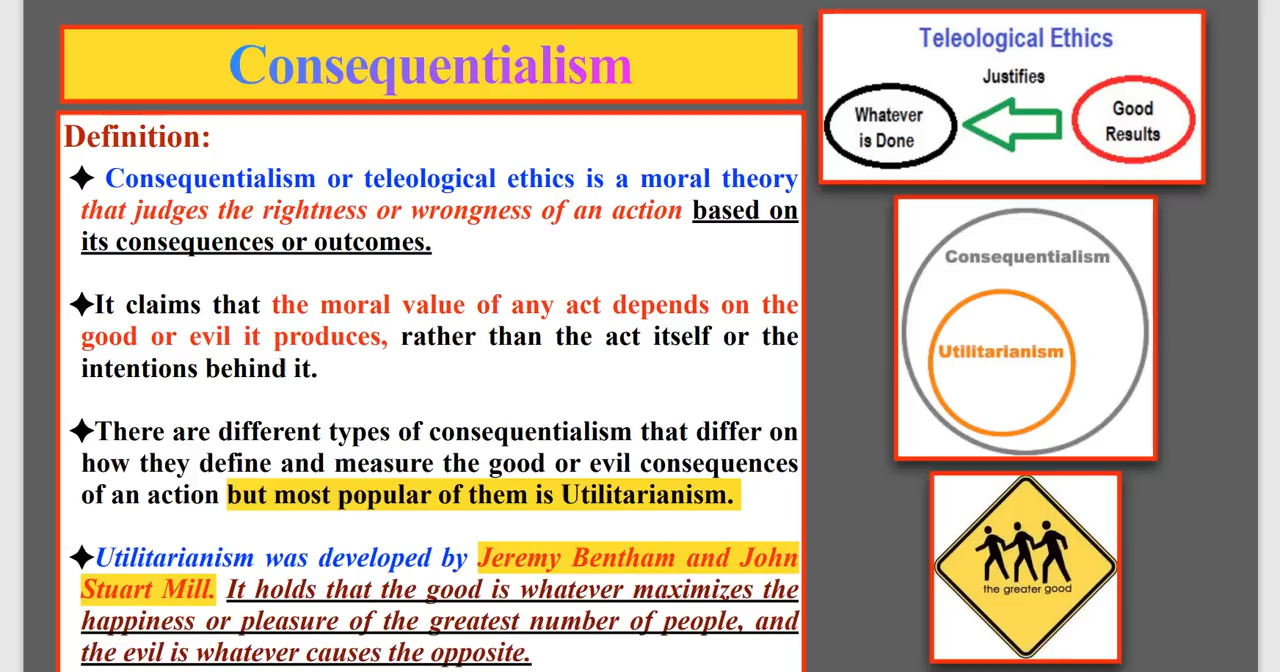 Consequentialism
Definition:
✦ Consequentialism or teleological ethics is a moral theory
that judges the rightness or wrongness of an action based on
its consequences or outcomes.
✦It claims that the moral value of any act depends on the
good or evil it produces, rather than the act itself or the
intentions behind it.
✦There are different types of consequentialism that differ on
how they define and measure the good or evil consequences
of an action but most popular of them is Utilitarianism.
✦Utilitarianism was developed by Jeremy Bentham and John
Stuart Mill. It holds that the good is whatever maximizes the
happiness or pleasure of the greatest number of people, and
the evil is whatever causes the opposite.
Teleological Ethics
Justifies
Whatever
is Done
Good
Results
Consequentialism
Utilitarianism
the greater good